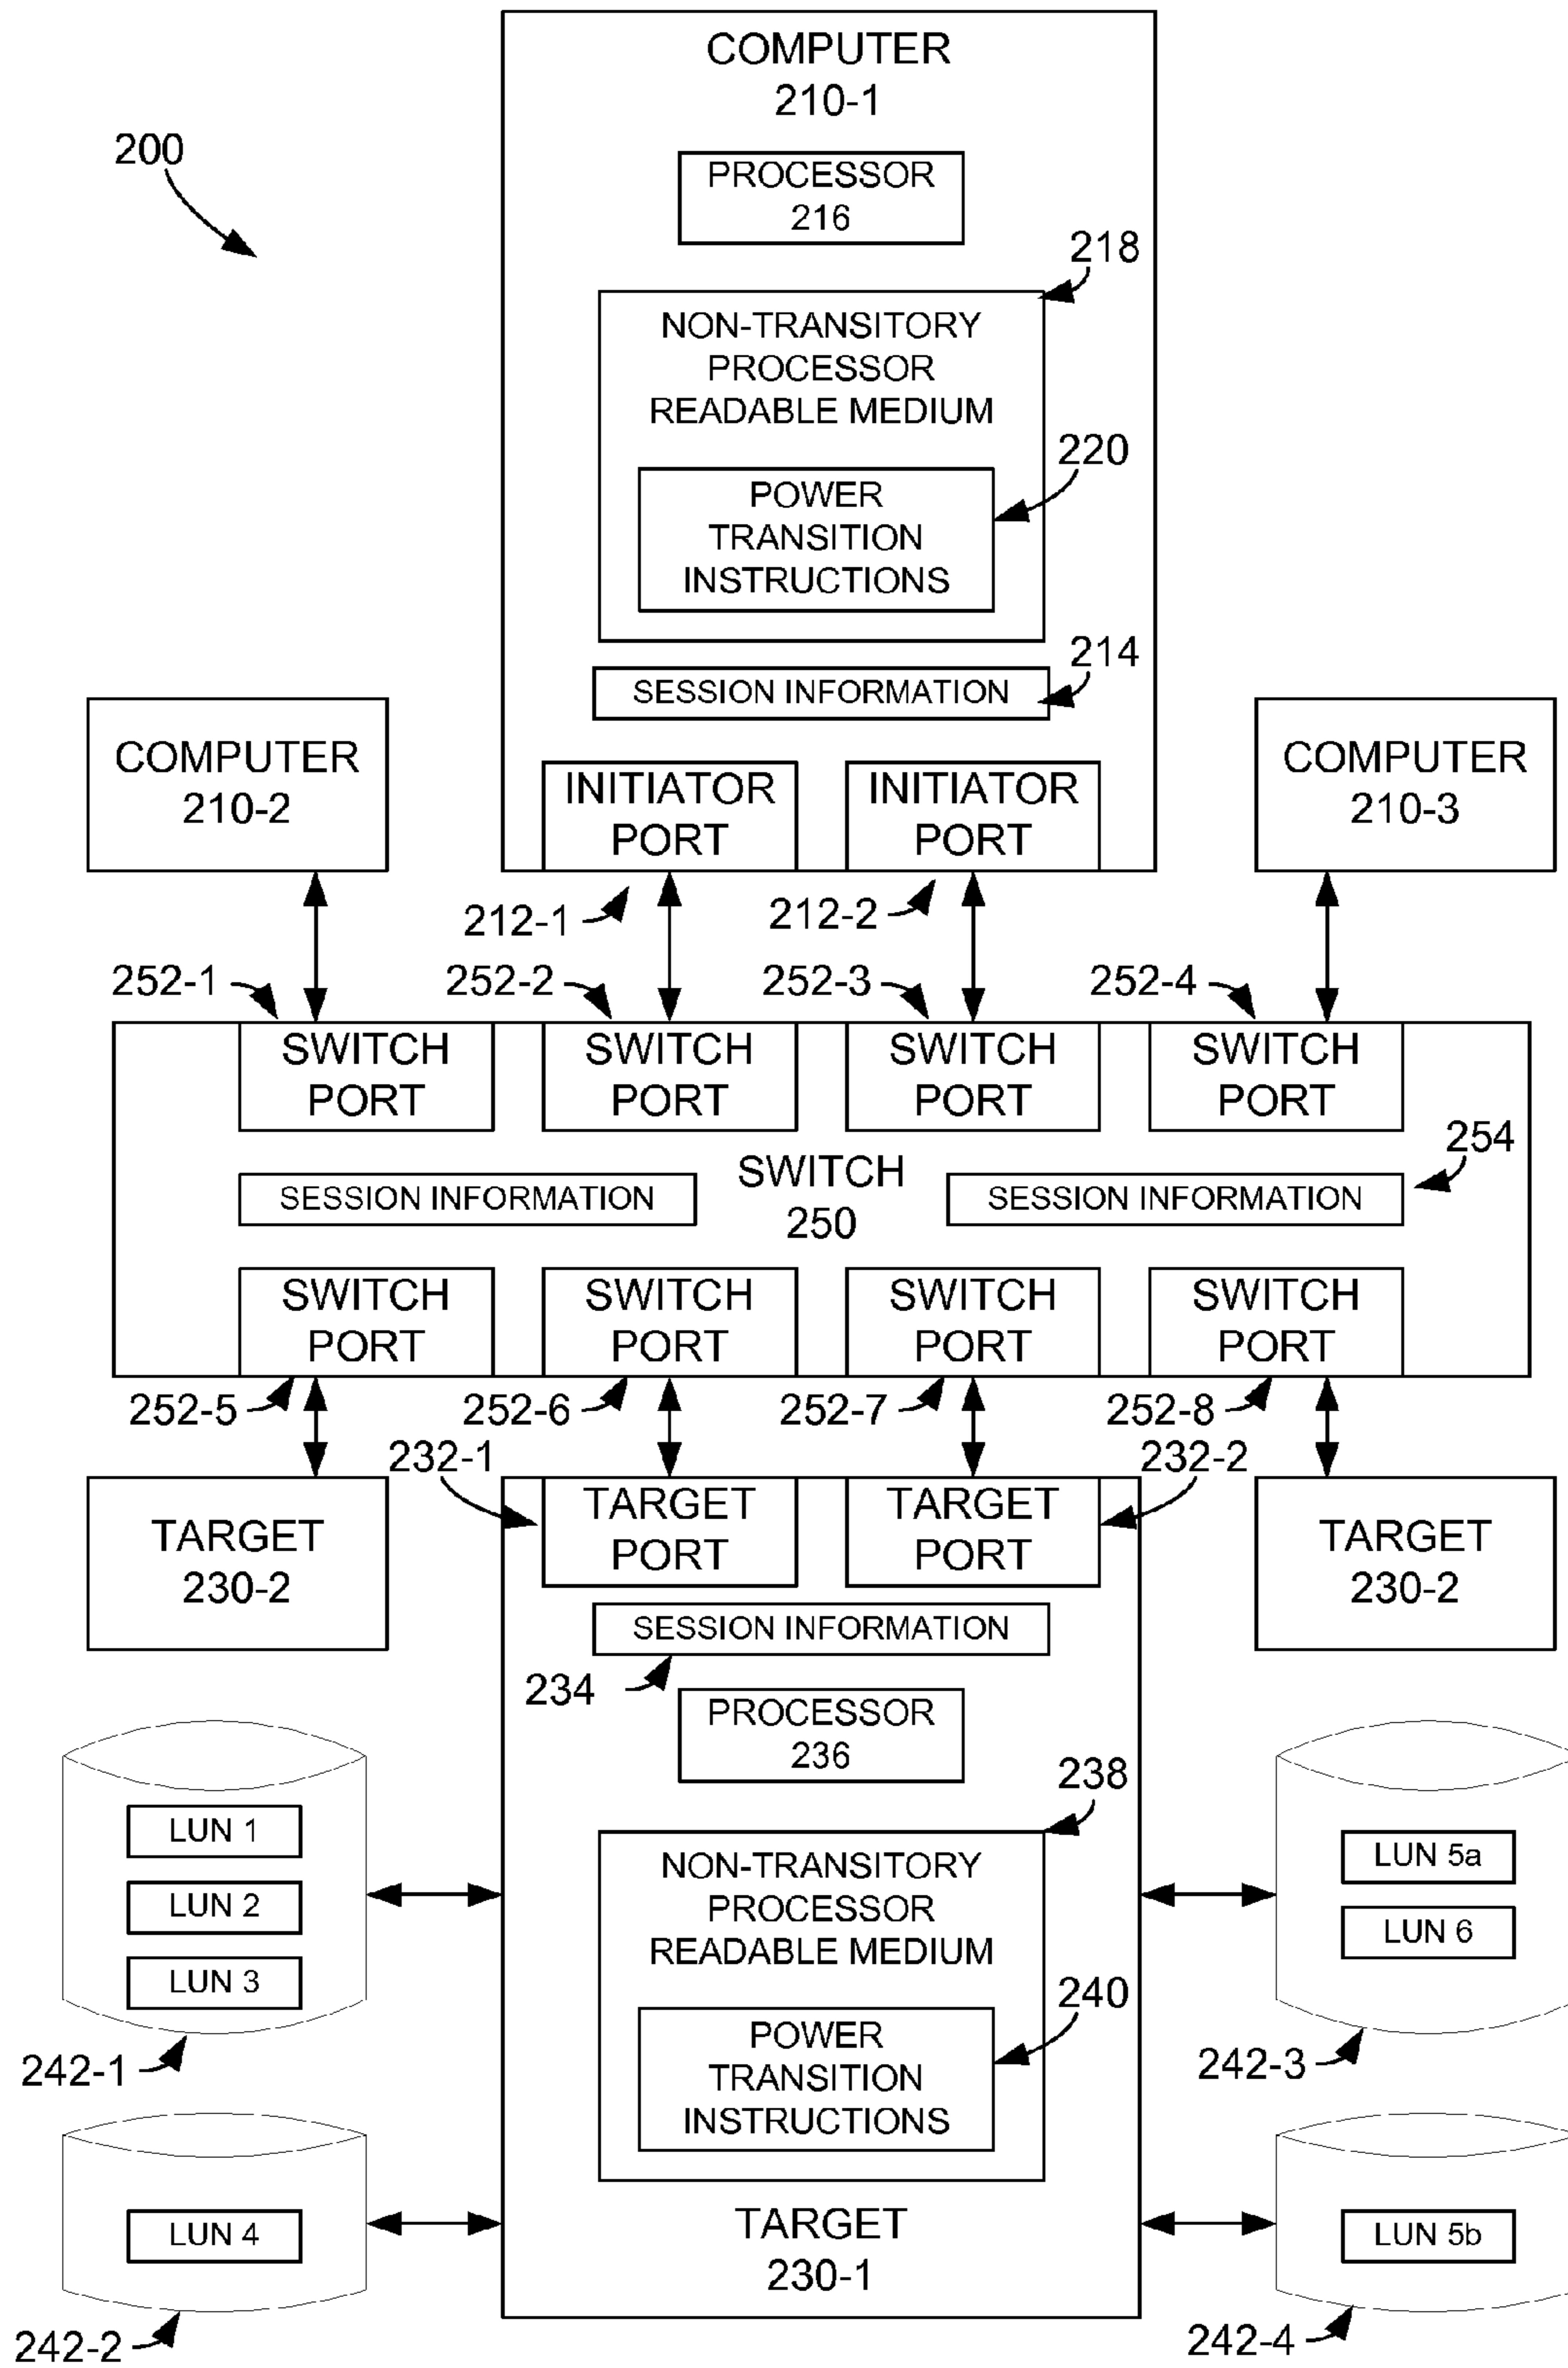 COMPUTER
210-1
200
PROCESSOR
216
218
NON-TRANSITORY
PROCESSOR
READABLE MEDIUM
220
POWER
TRANSITION
INSTRUCTIONS
214
SESSION INFORMATION
COMPUTER
210-2
INITIATOR
PORT
INITIATOR
PORT
COMPUTER
210-3
212-1
212-2
252-1
252-2
252-3
252-4
SWITCH
PORT
SWITCH
PORT
SWITCH
PORT
SWITCH
PORT
254
SESSION INFORMATION
SWITCH
250
SESSION INFORMATION
SWITCH
PORT
SWITCH
PORT
SWITCH
PORT
SWITCH
PORT
252-5
252-6
252-7
252-8
232-1
232-2
TARGET
230-2
TARGET
PORT
TARGET
PORT
TARGET
230-2
SESSION INFORMATION
234
PROCESSOR
236
238
LUN 1
LUN 2
LUN 3
242-1
NON-TRANSITORY
PROCESSOR
READABLE MEDIUM
240
POWER
TRANSITION
INSTRUCTIONS
LUN 5a
LUN 6
242-3
LUN 4
242-2
TARGET
230-1
LUN 5b
242-4